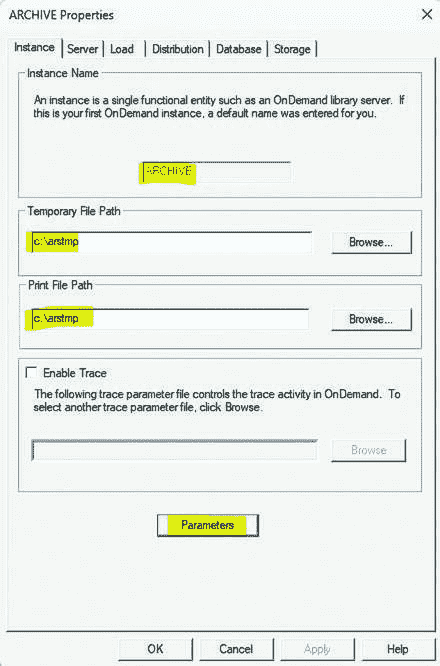 ARCHIVE Properties
Instance
Server
Load
Distribution
Database
Storage
Instance Name
An instance is a single functional entity such as an OnDemand library server. If
this is your first OnDemand instance, a default name was entered for you.
ARCHIVE
Temporary File Path
c:\arstmp
Browse...
Print File Path
c:\arstmp
Browse...
Enable Trace
The following trace parameter file controls the trace activity in OnDemand. To
select another trace parameter file, click Browse.
Browse
Parameters
OK
Cancel
Apply
Help